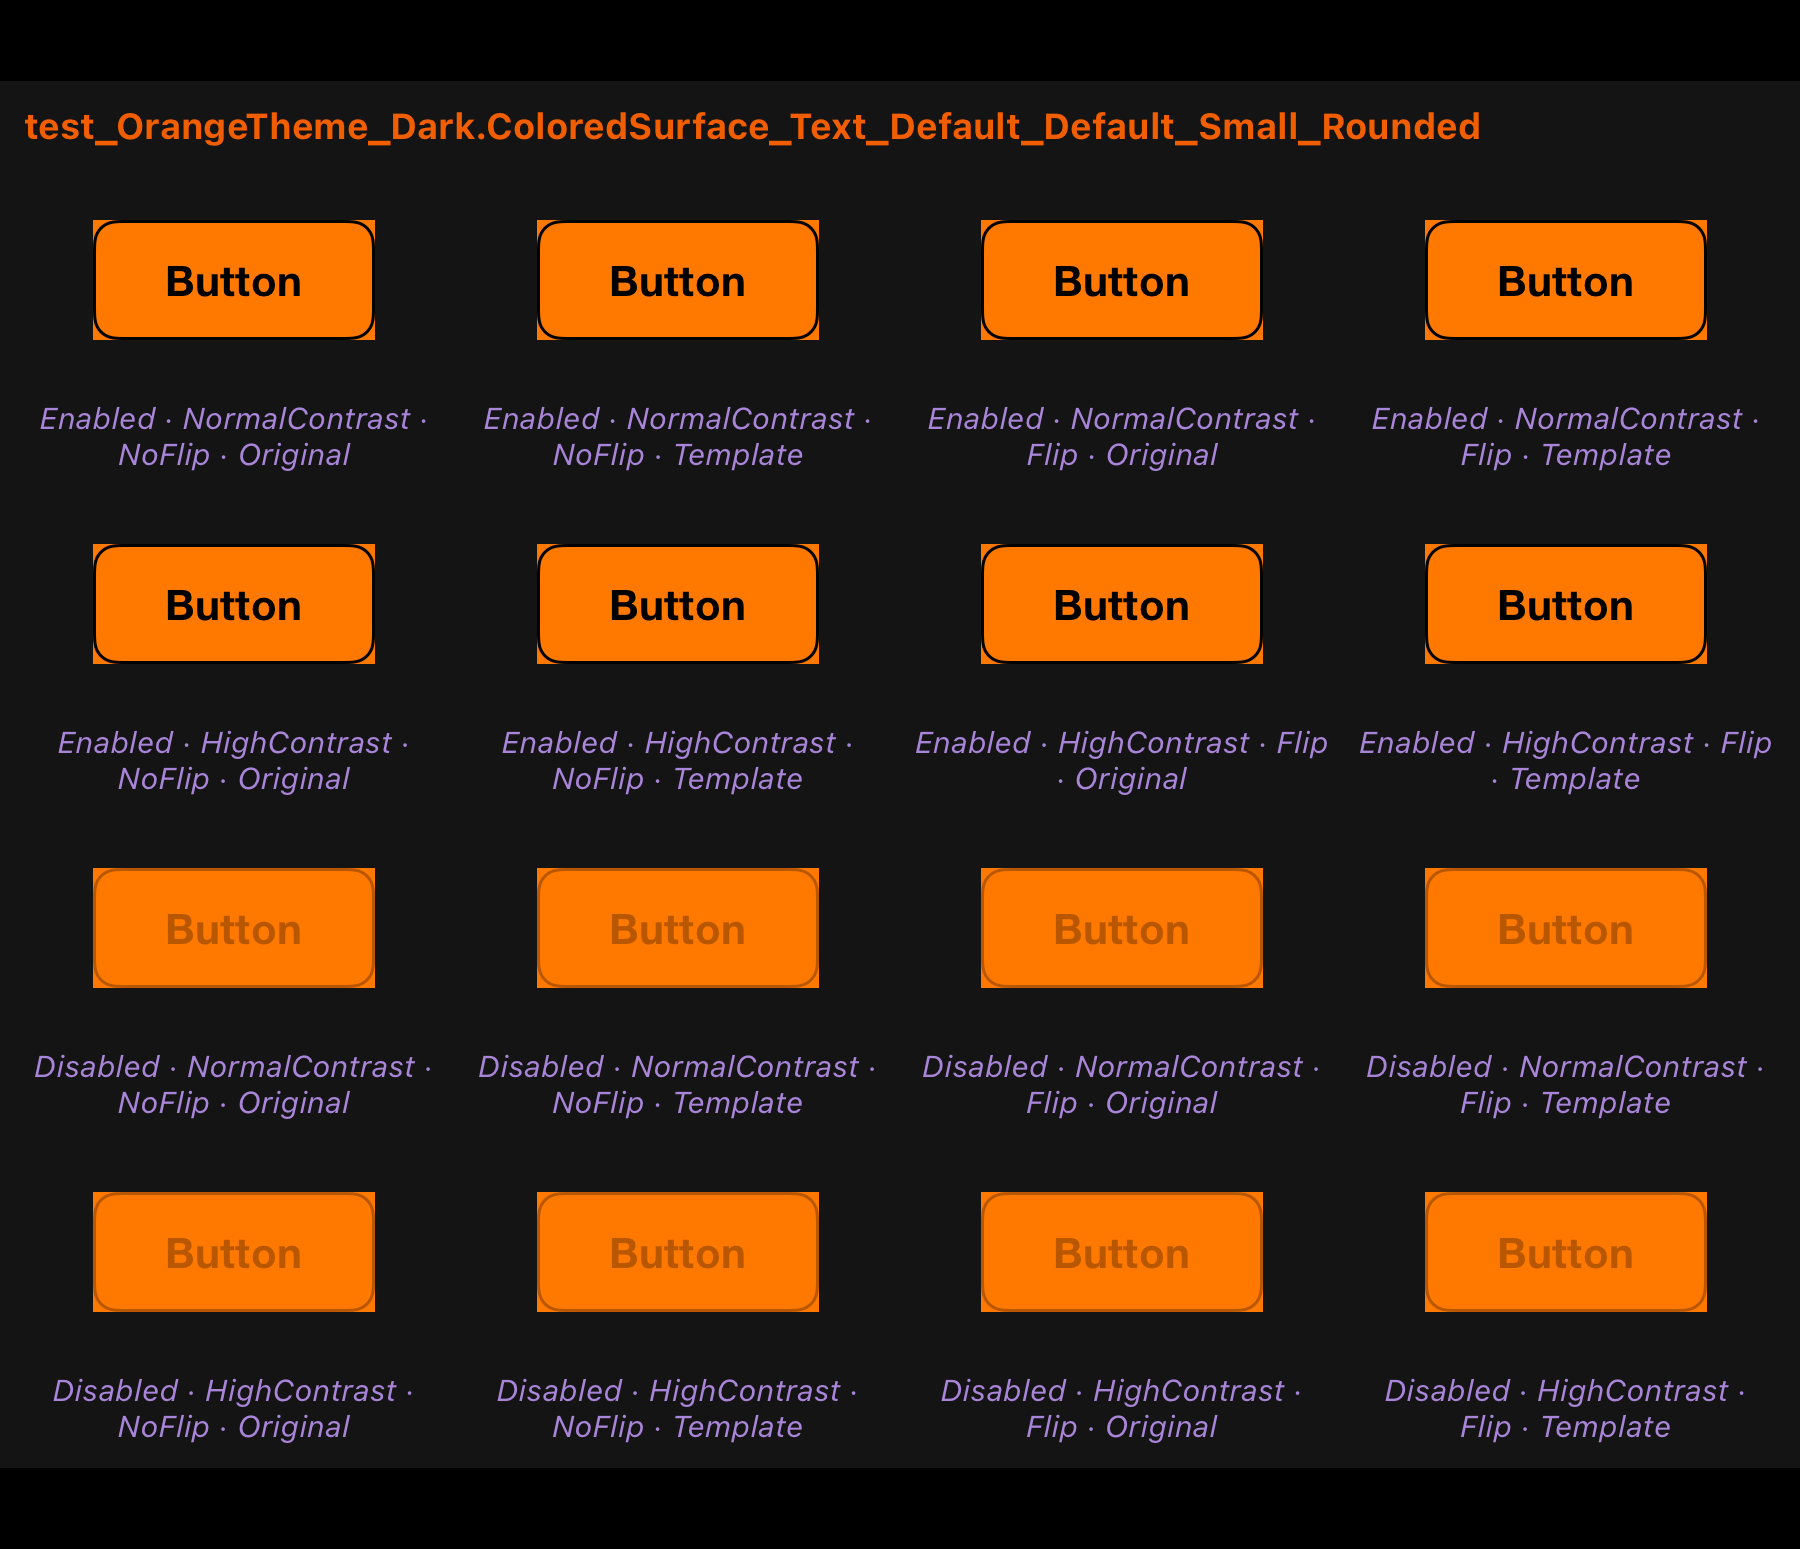 test_OrangeTheme_Dark.ColoredSurface_Text_Default_Default_Small_Rounded
Button Button Button Button
Enabled · NormalContrast · Enabled · NormalContrast · Enabled · NormalContrast · Enabled · NormalContrast ·
NoFlip · Original NoFlip · Template Flip · Original Flip · Template
Button Button Button Button
Enabled · HighContrast · Enabled · HighContrast · Enabled · HighContrast · Flip Enabled · HighContrast · Flip
NoFlip · Original NoFlip · Template · Original · Template
Button Button Button Button
Disabled · NormalContrast · Disabled · NormalContrast · Disabled · NormalContrast · Disabled · NormalContrast ·
NoFlip · Original NoFlip · Template Flip · Original Flip · Template
Button Button Button Button
Disabled · HighContrast · Disabled · HighContrast · Disabled · HighContrast · Disabled · HighContrast ·
NoFlip · Original NoFlip · Template Flip · Original Flip · Template